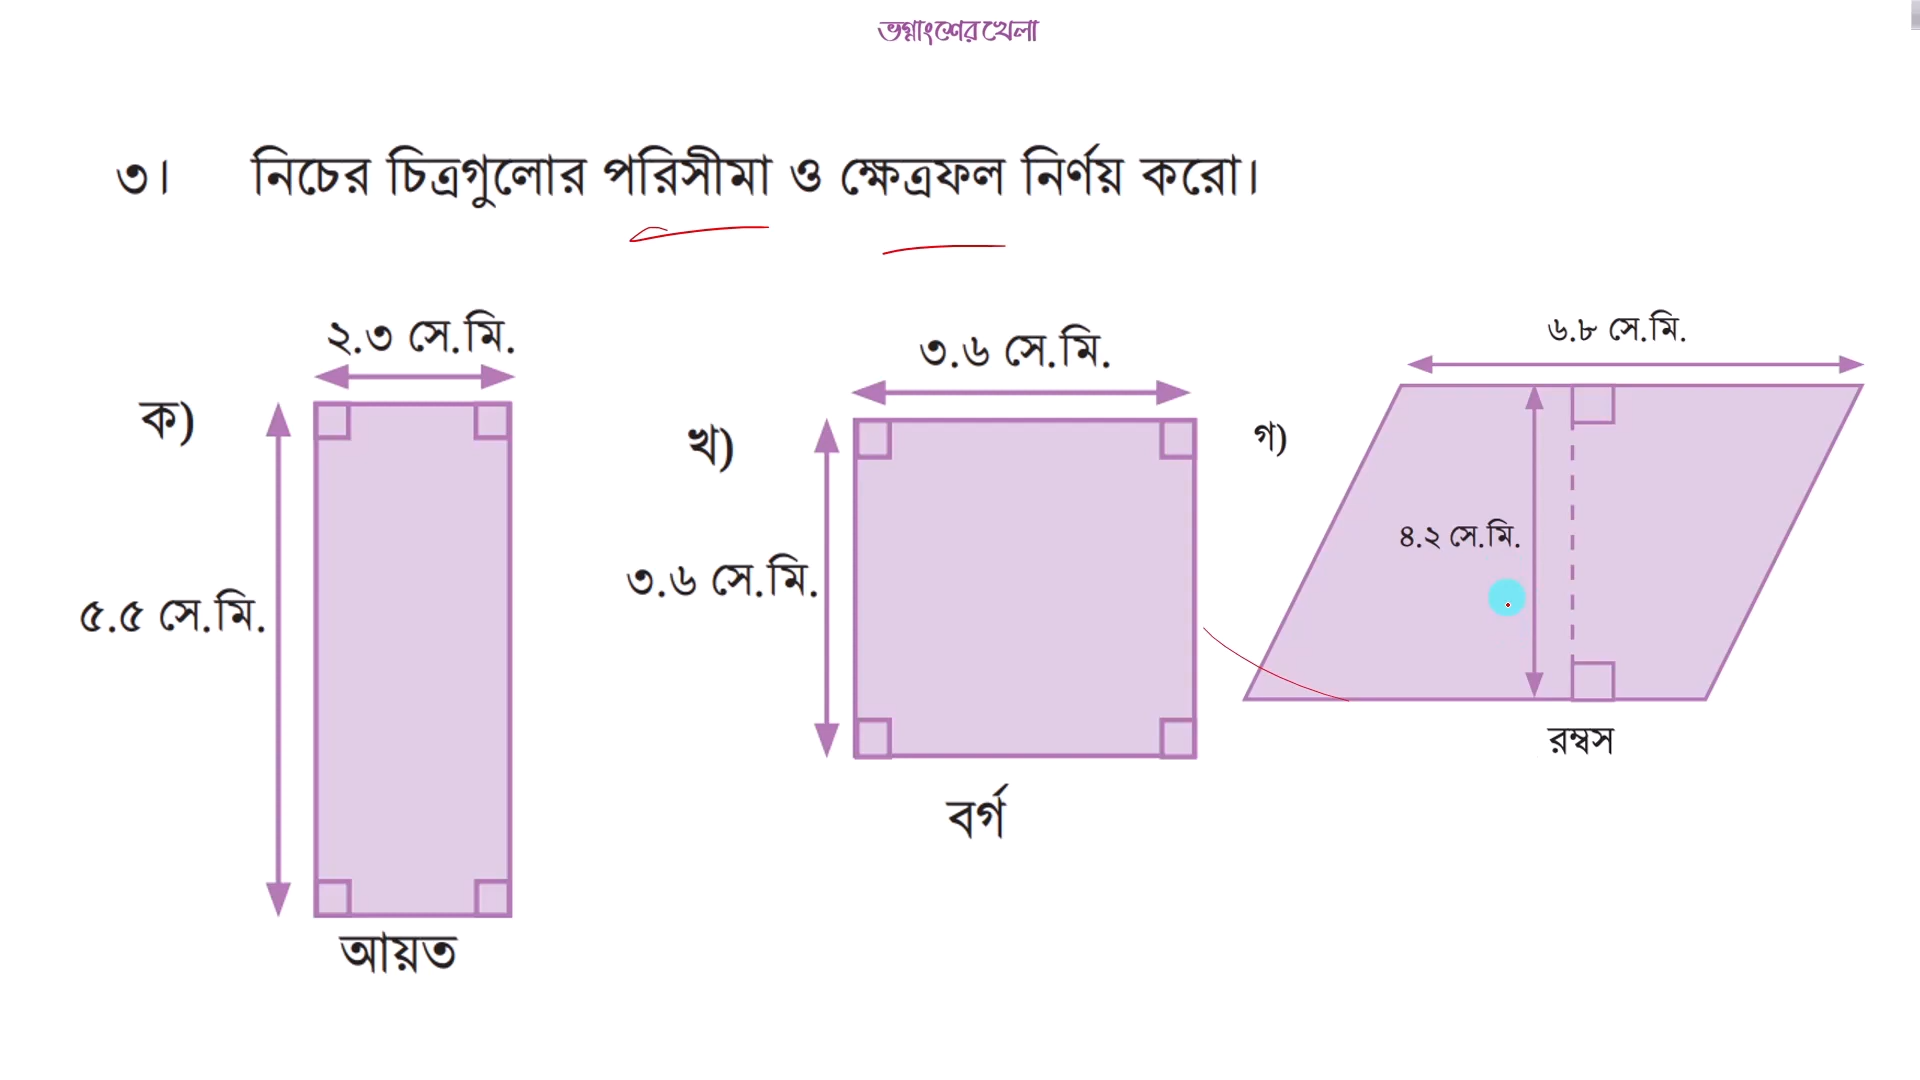 ভগ্নাংশের খেলা
৩। নিচের চিত্রগুলোর পরিসীমা ও ক্ষেত্রফল নির্ণয় করো।
ক)
২.৩ সে.মি.
৫.৫ সে.মি.
আয়ত
খ)
৩.৬ সে.মি.
৩.৬ সে.মি.
বর্গ
গ)
৬.৮ সে.মি.
৪.২ সে.মি.
রম্বস